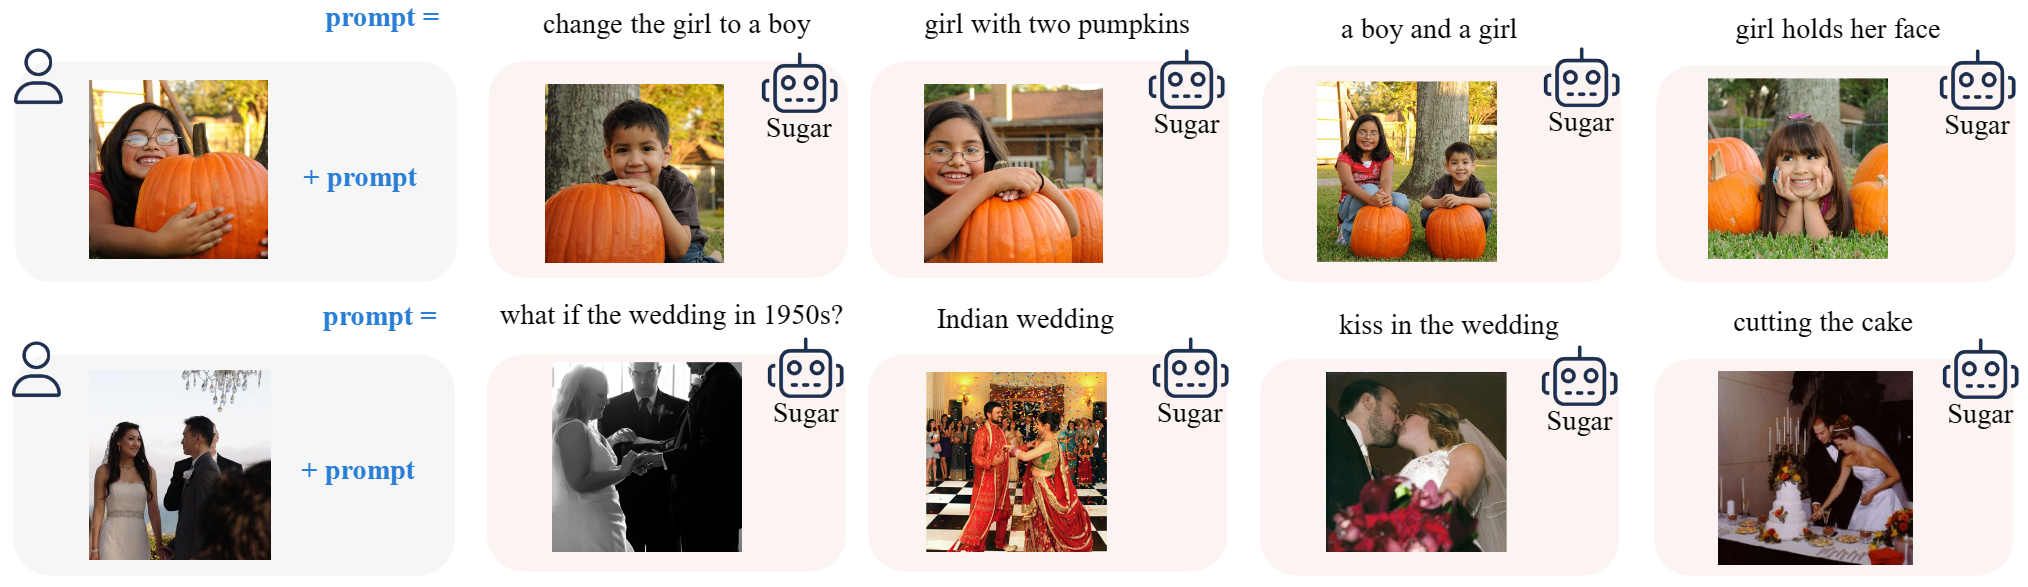 prompt =
change the girl to a boy
girl with two pumpkins
a boy and a girl
girl holds her face
+ prompt
Sugar
Sugar
Sugar
Sugar
prompt =
what if the wedding in 1950s?
Indian wedding
kiss in the wedding
cutting the cake
+ prompt
Sugar
Sugar
Sugar
Sugar